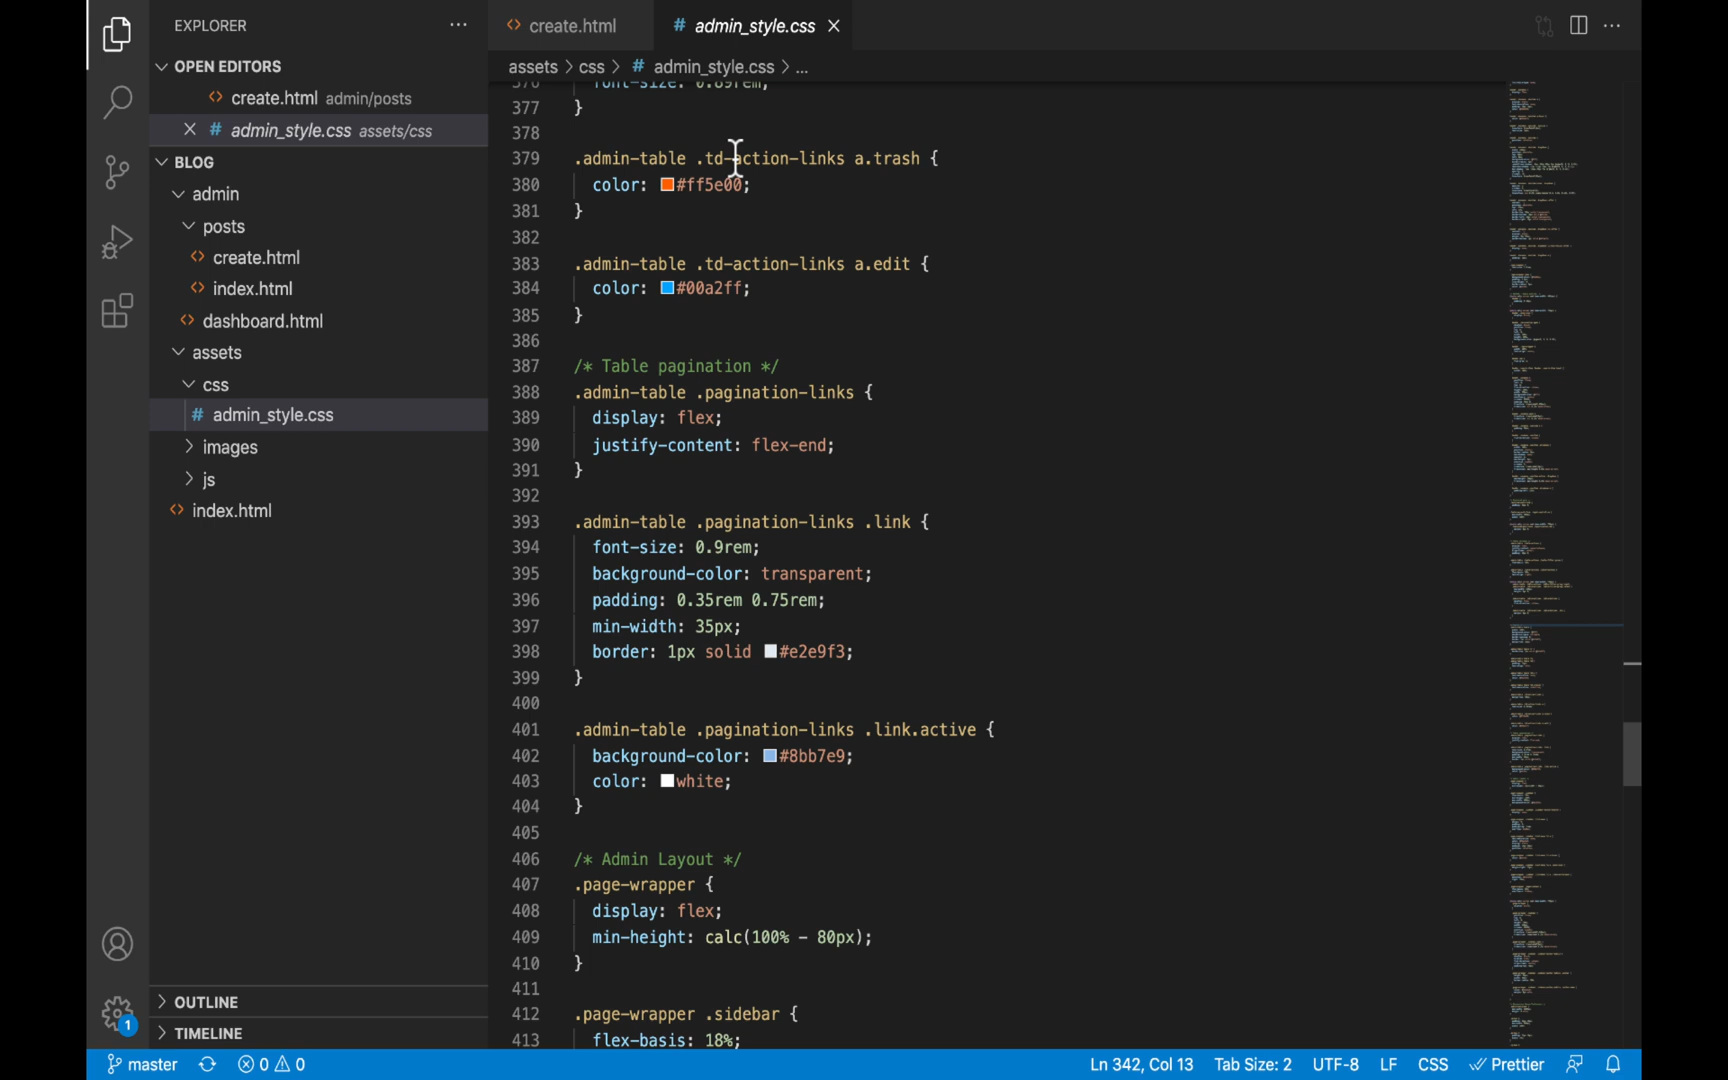 EXPLORER
create.html
admin_style.css
OPEN EDITORS
create.html admin/posts
admin_style.css assets/css
BLOG
admin
posts
create.html
index.html
dashboard.html
assets
css
admin_style.css
images
js
index.html
OUTLINE
TIMELINE
assets > css > # admin_style.css > ...
376 font-size: 0.89rem;
377 }
378
379 .admin-table .td-action-links a.trash {
380 color: #ff5e00;
381 }
382
383 .admin-table .td-action-links a.edit {
384 color: #00a2ff;
385 }
386
387 /* Table pagination */
388 .admin-table .pagination-links {
389 display: flex;
390 justify-content: flex-end;
391 }
392
393 .admin-table .pagination-links .link {
394 font-size: 0.9rem;
395 background-color: transparent;
396 padding: 0.35rem 0.75rem;
397 min-width: 35px;
398 border: 1px solid #e2e9f3;
399 }
400
401 .admin-table .pagination-links .link.active {
402 background-color: #8bb7e9;
403 color: white;
404 }
405
406 /* Admin Layout */
407 .page-wrapper {
408 display: flex;
409 min-height: calc(100% - 80px);
410 }
411
412 .page-wrapper .sidebar {
413 flex-basis: 18%;
1
master 0 0 Ln 342, Col 13 Tab Size: 2 UTF-8 LF CSS Prettier